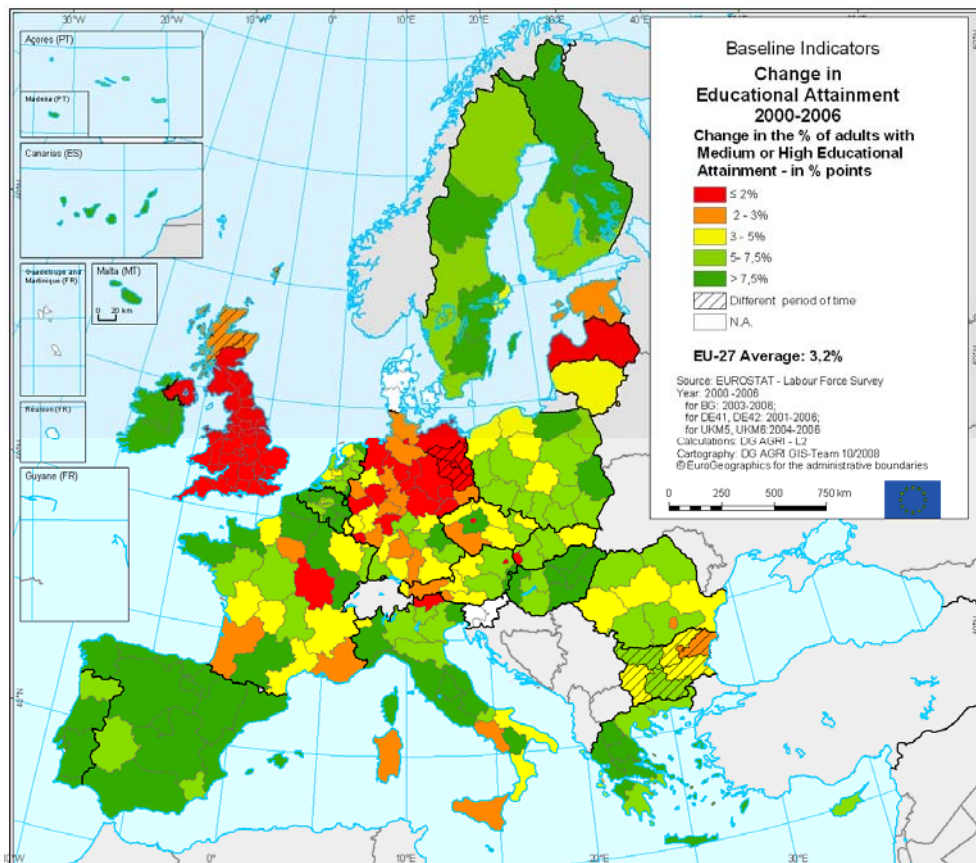 30°W
20°W
10°W
0°
10°E
20°E
Açores (PT)
Madeira (PT)
Canarias (ES)
Guadeloupe and
Martinique (FR)
Malta (MT)
0 20 km
Réunion (FR)
Guyane (FR)
Baseline Indicators
Change in
Educational Attainment
2000-2006
Change in the % of adults with
Medium or High Educational
Attainment - in % points
≤ 2%
2 - 3%
3 - 5%
5- 7,5%
> 7,5%
Different period of time
N.A.
EU-27 Average: 3,2%
Source: EUROSTAT - Labour Force Survey
Year: 2000 -2006
for BG: 2003-2006;
for DE41, DE42: 2001-2006;
for UKM5, UKM6:2004-2006
Calculations: DG AGRI - L2
Cartography: DG AGRI GIS-Team 10/2008
© EuroGeographics for the administrative boundaries
0 250 500 750 km
40°N
0°
10°E
20°E
30°E